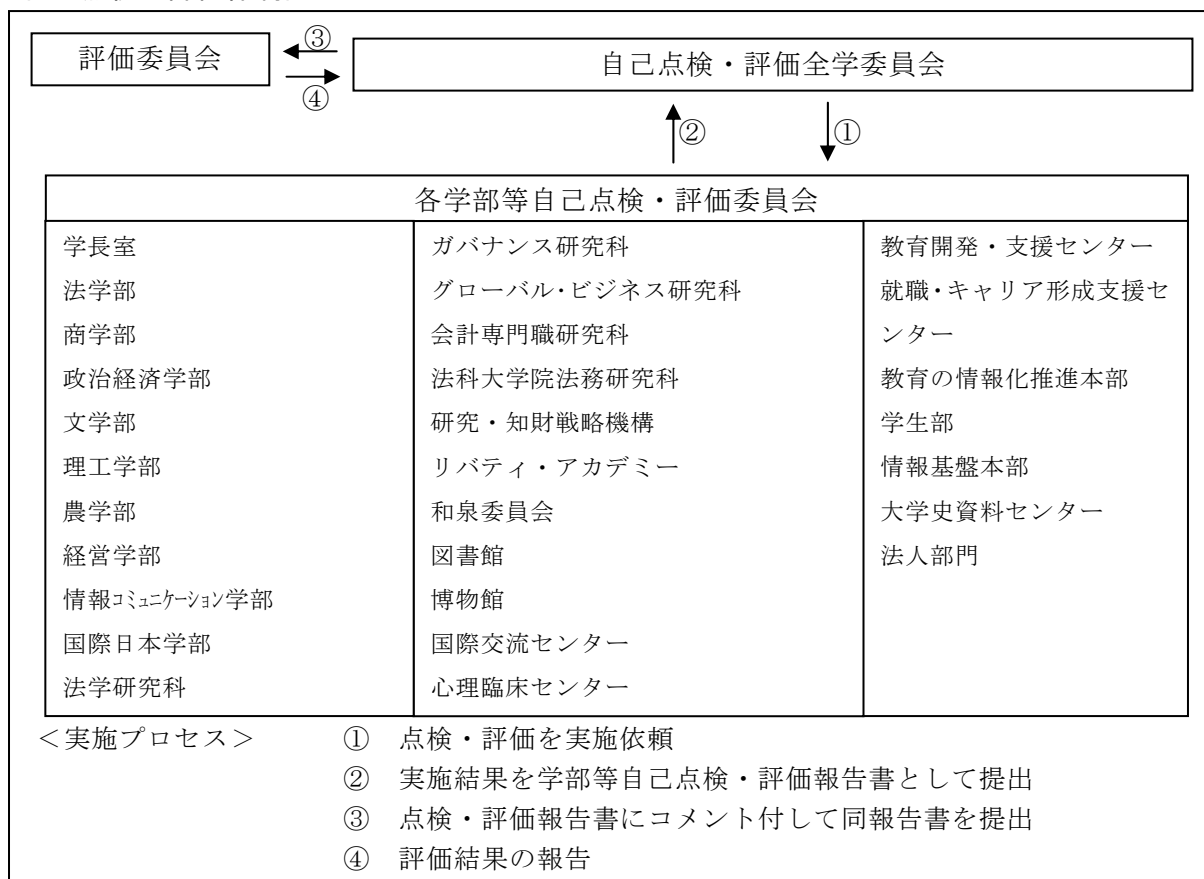 評価委員会
③
④
自己点検・評価全学委員会
②
①
各学部等自己点検・評価委員会
学長室
法学部
商学部
政治経済学部
文学部
理工学部
農学部
経営学部
情報ｺﾐｭﾆｹｰｼｮﾝ学部
国際日本学部
法学研究科
ガバナンス研究科
グローバル・ビジネス研究科
会計専門職研究科
法科大学院法務研究科
研究・知財戦略機構
リバティ・アカデミー
和泉委員会
図書館
博物館
国際交流センター
心理臨床センター
教育開発・支援センター
就職・キャリア形成支援セ
ンター
教育の情報化推進本部
学生部
情報基盤本部
大学史資料センター
法人部門
＜実施プロセス＞ ① 点検・評価を実施依頼
② 実施結果を学部等自己点検・評価報告書として提出
③ 点検・評価報告書にコメント付して同報告書を提出
④ 評価結果の報告